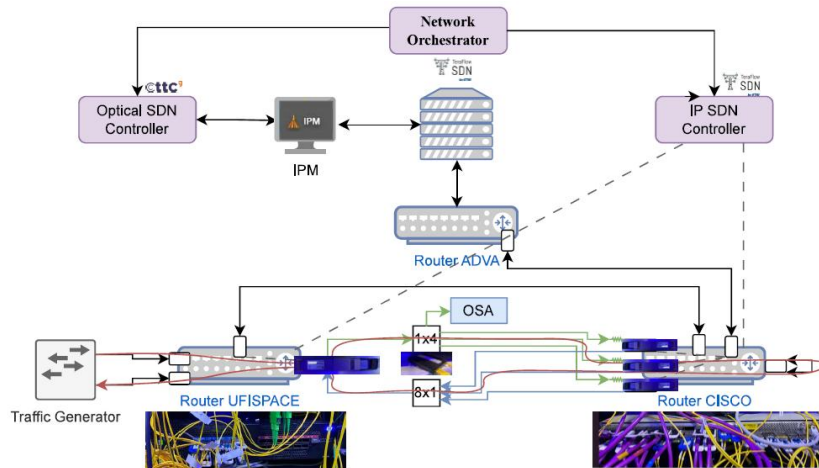 Network
Orchestrator
TeraFlow
SDN
cttc
Optical SDN
Controller
IPM
IPM
TeraFlow
SDN
IP SDN
Controller
Router ADVA
OSA
1x4
8x1
Traffic Generator
Router UFISPACE
Router CISCO